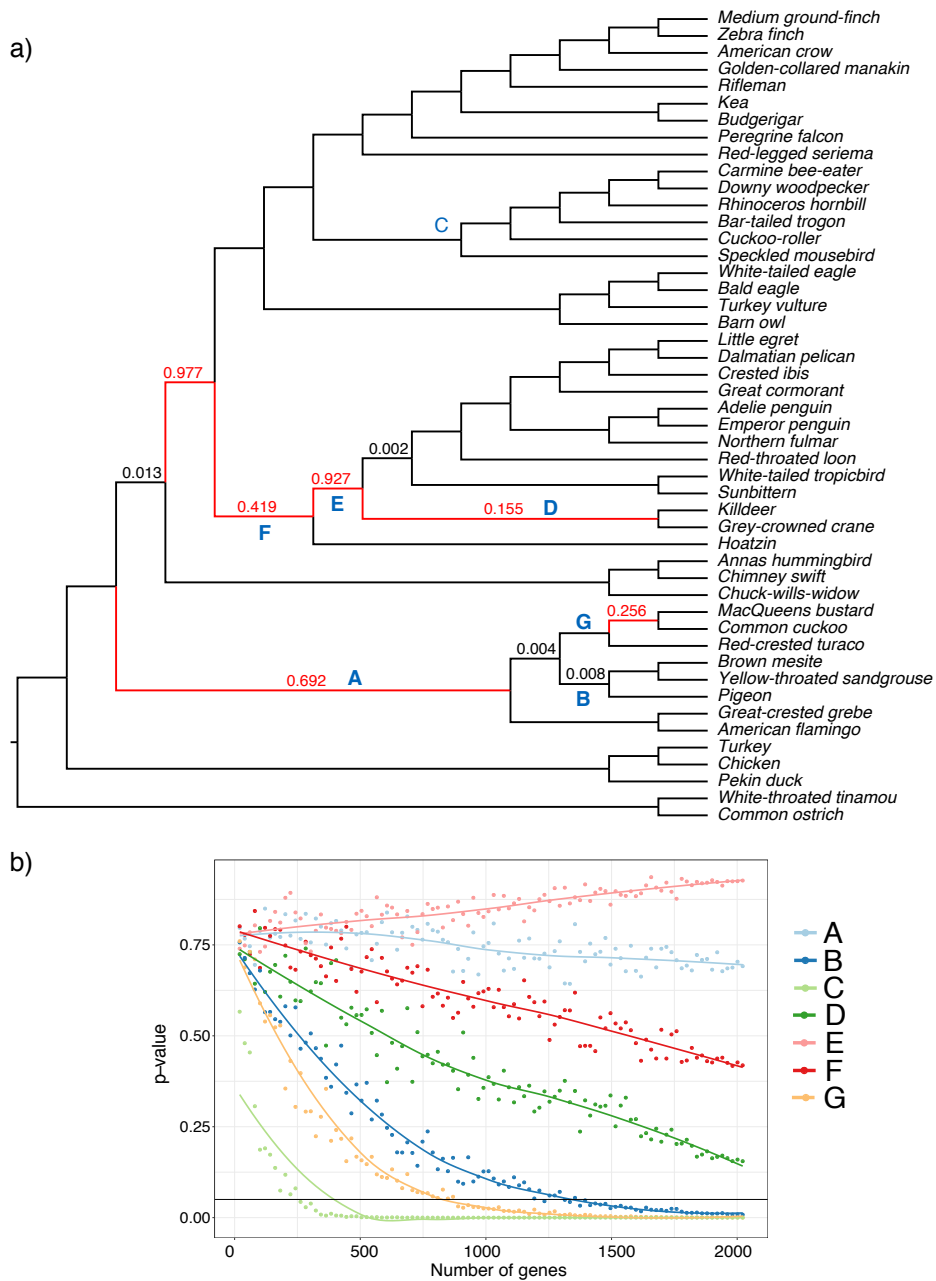 a)
Medium ground-finch
Zebra finch
American crow
Golden-collared manakin
Rifleman
Kea
Budgerigar
Peregrine falcon
Red-legged seriema
Carmine bee-eater
Downy woodpecker
Rhinoceros hornbill
Bar-tailed trogon
C
Cuckoo-roller
Speckled mousebird
White-tailed eagle
Bald eagle
Turkey vulture
Barn owl
Little egret
Dalmatian pelican
0.977
Crested ibis
Great cormorant
Adelie penguin
Emperor penguin
Northern fulmar
0.002
Red-throated loon
0.013
White-tailed tropicbird
0.927
Sunbittern
0.419
E
0.155
D
Killdeer
F
Grey-crowned crane
Hoatzin
Annas hummingbird
Chimney swift
Chuck-wills-widow
0.256
MacQueens bustard
G
Common cuckoo
Red-crested turaco
0.004
Brown mesite
0.008
Yellow-throated sandgrouse
0.692
A
B
Pigeon
Great-crested grebe
American flamingo
Turkey
Chicken
Pekin duck
White-throated tinamou
Common ostrich
b)
p-value
0.75
0.50
0.25
0.00
0
500
1000
1500
2000
Number of genes
A
B
C
D
E
F
G